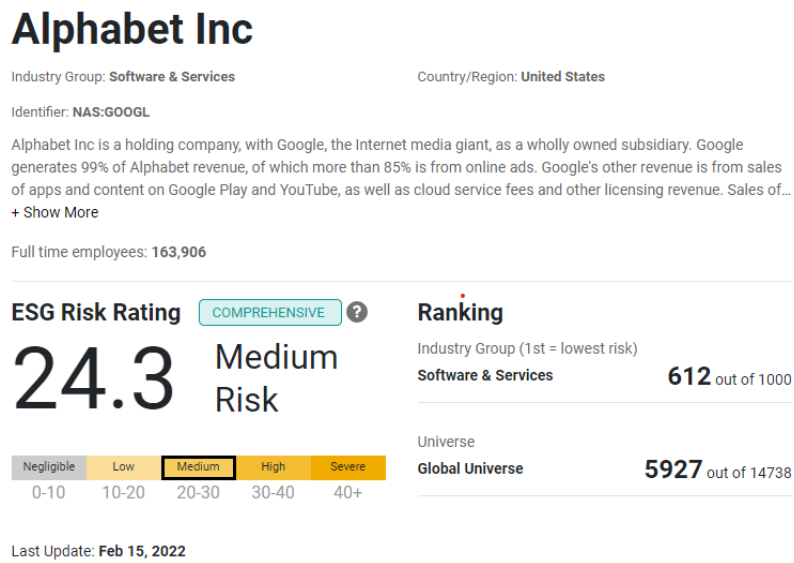 Alphabet Inc
Industry Group: Software & Services
Country/Region: United States
Identifier: NAS:GOOGL
Alphabet Inc is a holding company, with Google, the Internet media giant, as a wholly owned subsidiary. Google
generates 99% of Alphabet revenue, of which more than 85% is from online ads. Google's other revenue is from sales
of apps and content on Google Play and YouTube, as well as cloud service fees and other licensing revenue. Sales of...
+ Show More
Full time employees: 163,906
ESG Risk Rating COMPREHENSIVE ?
24.3 Medium
Risk
Negligible Low Medium High Severe
0-10 10-20 20-30 30-40 40+
Ranking
Industry Group (1st = lowest risk)
Software & Services 612 out of 1000
Universe
Global Universe 5927 out of 14738
Last Update: Feb 15, 2022